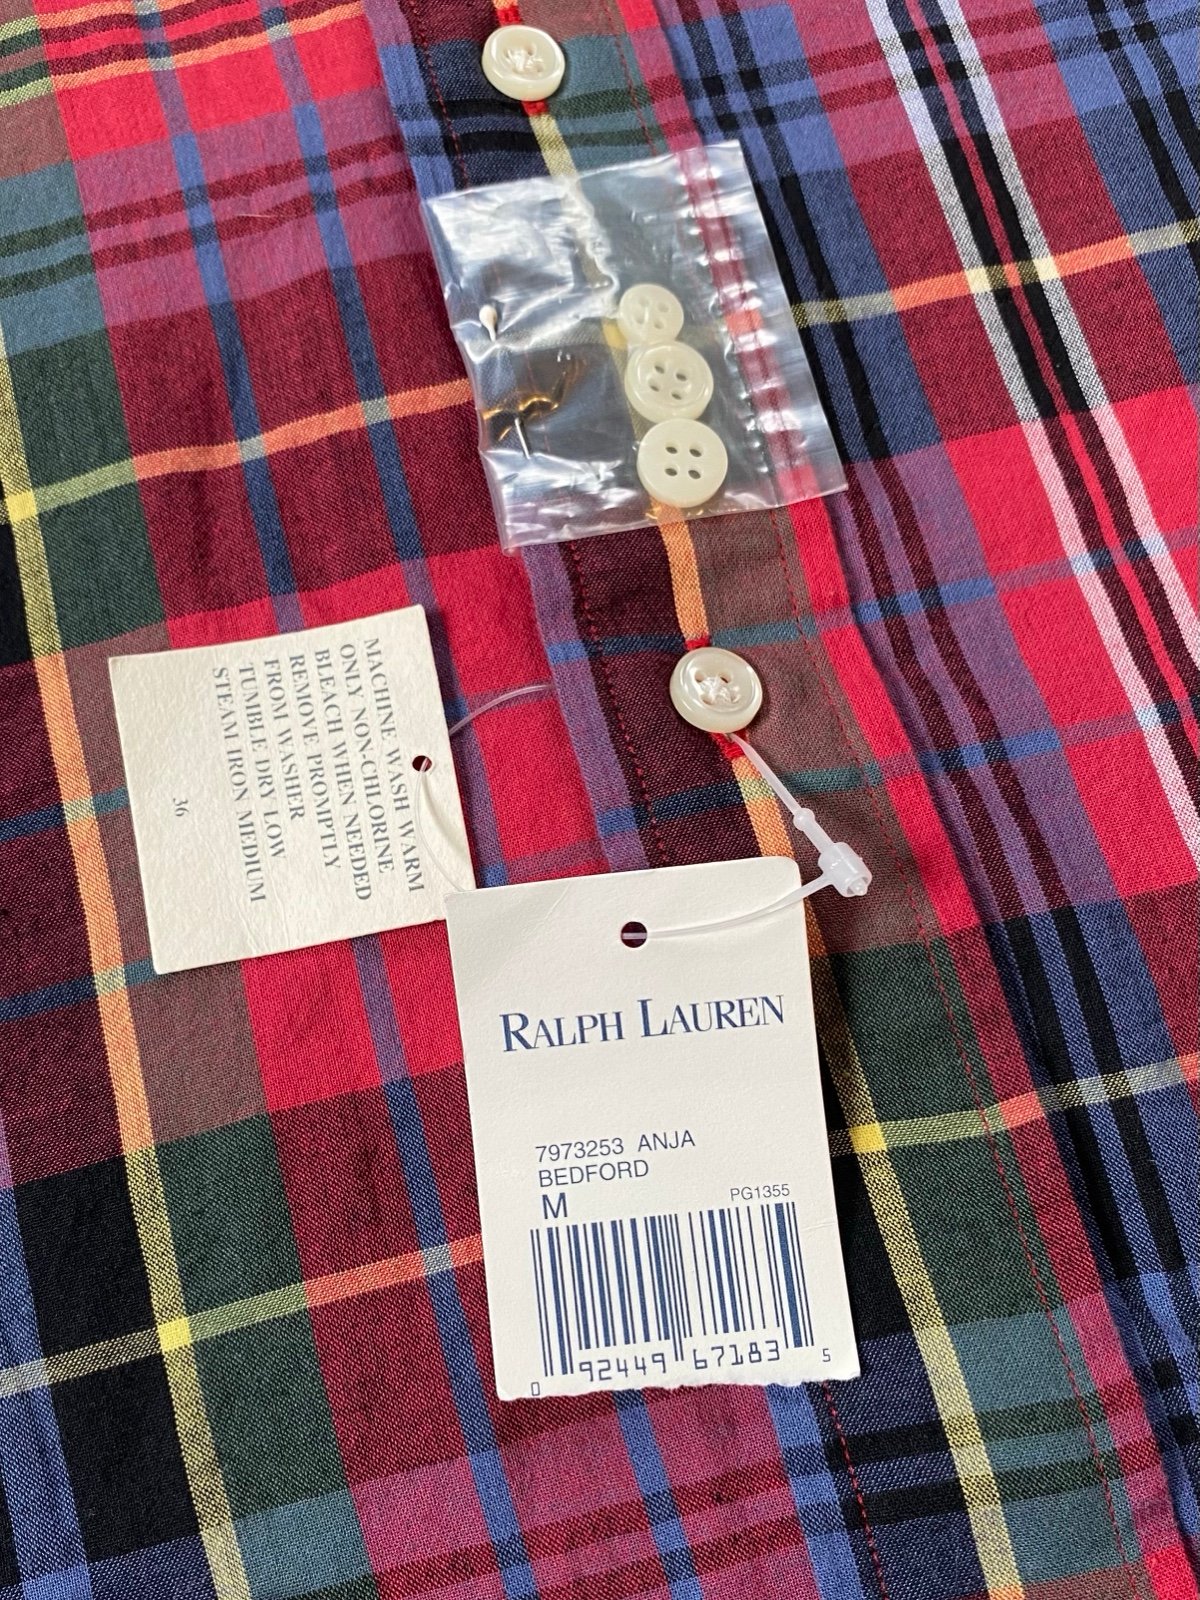 MACHINE WASH WARM
ONLY NON-CHLORINE
BLEACH WHEN NEEDED
REMOVE PROMPTLY
FROM WASHER
TUMBLE DRY LOW
STEAM IRON MEDIUM
36
RALPH LAUREN
7973253 ANJA
BEDFORD
M PG1355
0 92449 67183 5